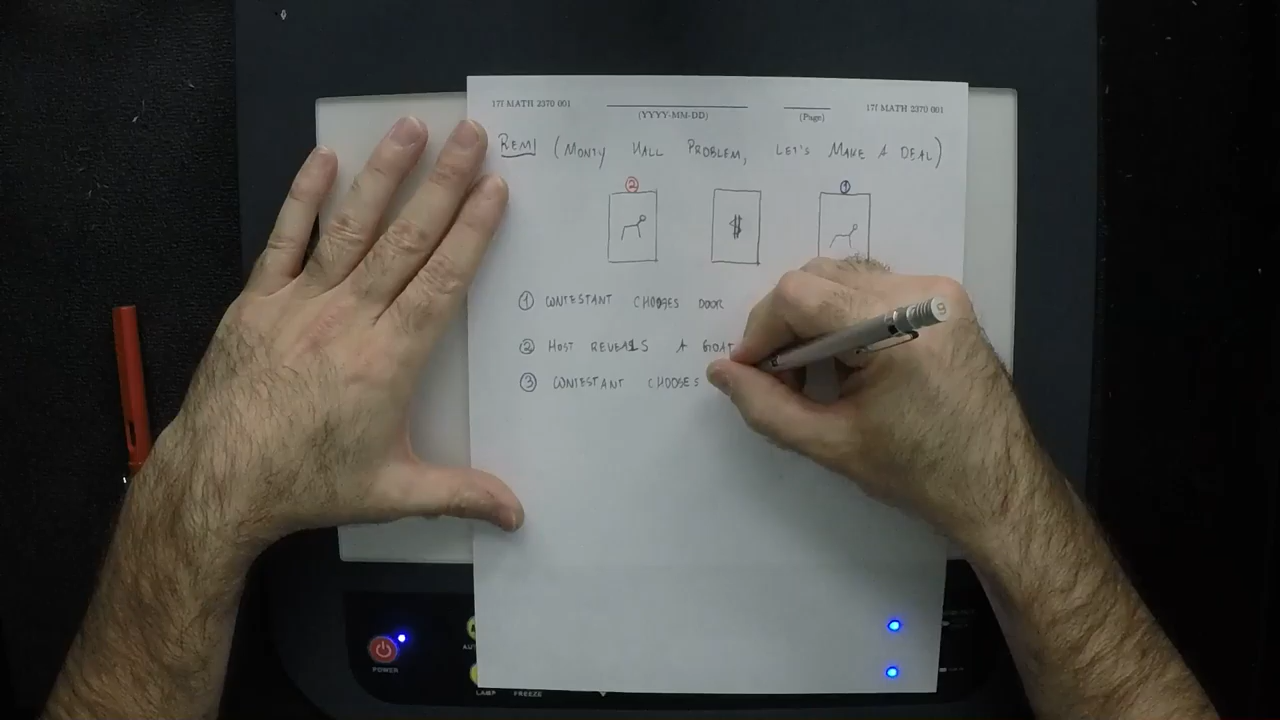 17f MATH 2370 001 (YYYY-MM-DD) (Page) 17f MATH 2370 001
REM (MONTY HALL PROBLEM, LET'S MAKE A DEAL)
② ①
$
① CONTESTANT CHOOSES DOOR
② HOST REVEALS A GOAT
③ CONTESTANT CHOOSES
POWER
LAMP FREEZE